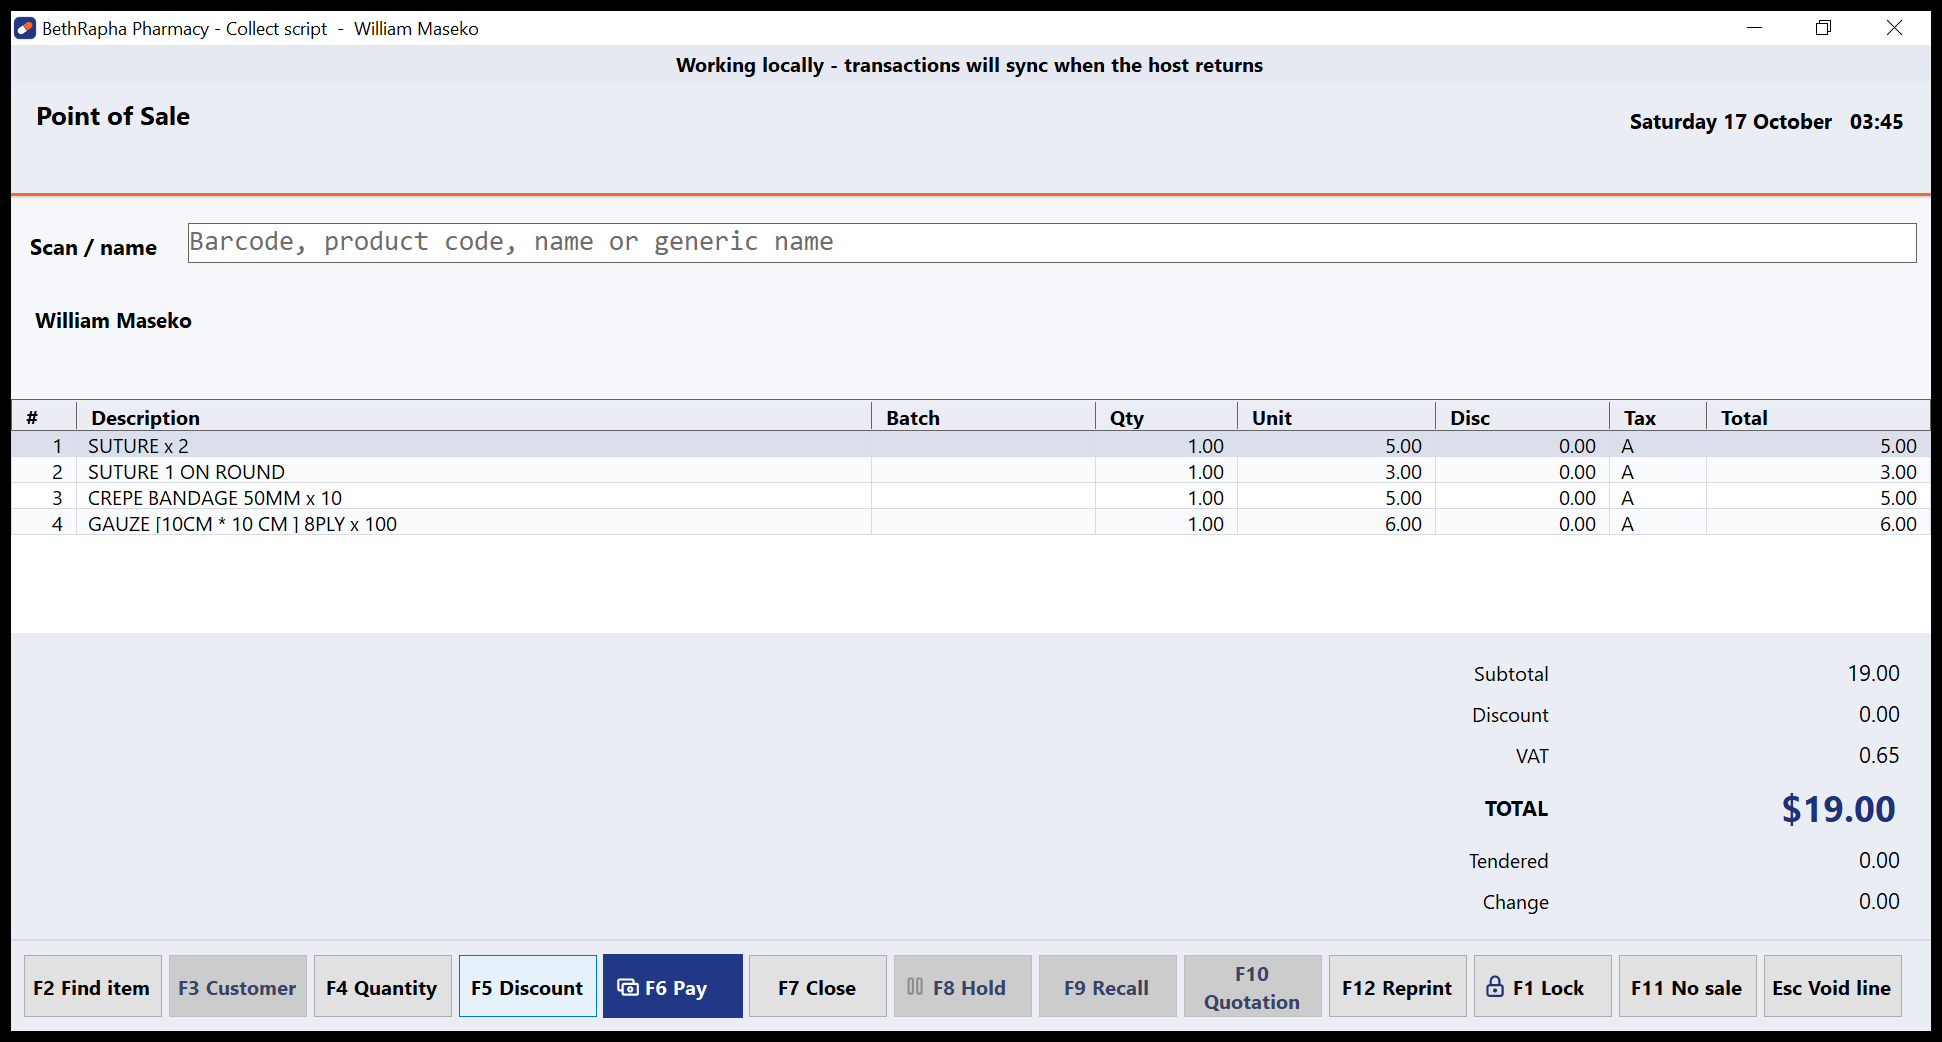 BethRapha Pharmacy - Collect script - William Maseko
Working locally - transactions will sync when the host returns
Point of Sale
Saturday 17 October 03:45
Scan / name
Barcode, product code, name or generic name
William Maseko
# Description Batch Qty Unit Disc Tax Total
1 SUTURE x 2 1.00 5.00 0.00 A 5.00
2 SUTURE 1 ON ROUND 1.00 3.00 0.00 A 3.00
3 CREPE BANDAGE 50MM x 10 1.00 5.00 0.00 A 5.00
4 GAUZE [10CM * 10 CM ] 8PLY x 100 1.00 6.00 0.00 A 6.00
Subtotal 19.00
Discount 0.00
VAT 0.65
TOTAL $19.00
Tendered 0.00
Change 0.00
F2 Find item F3 Customer F4 Quantity F5 Discount F6 Pay F7 Close F8 Hold F9 Recall F10 Quotation F12 Reprint F1 Lock F11 No sale Esc Void line